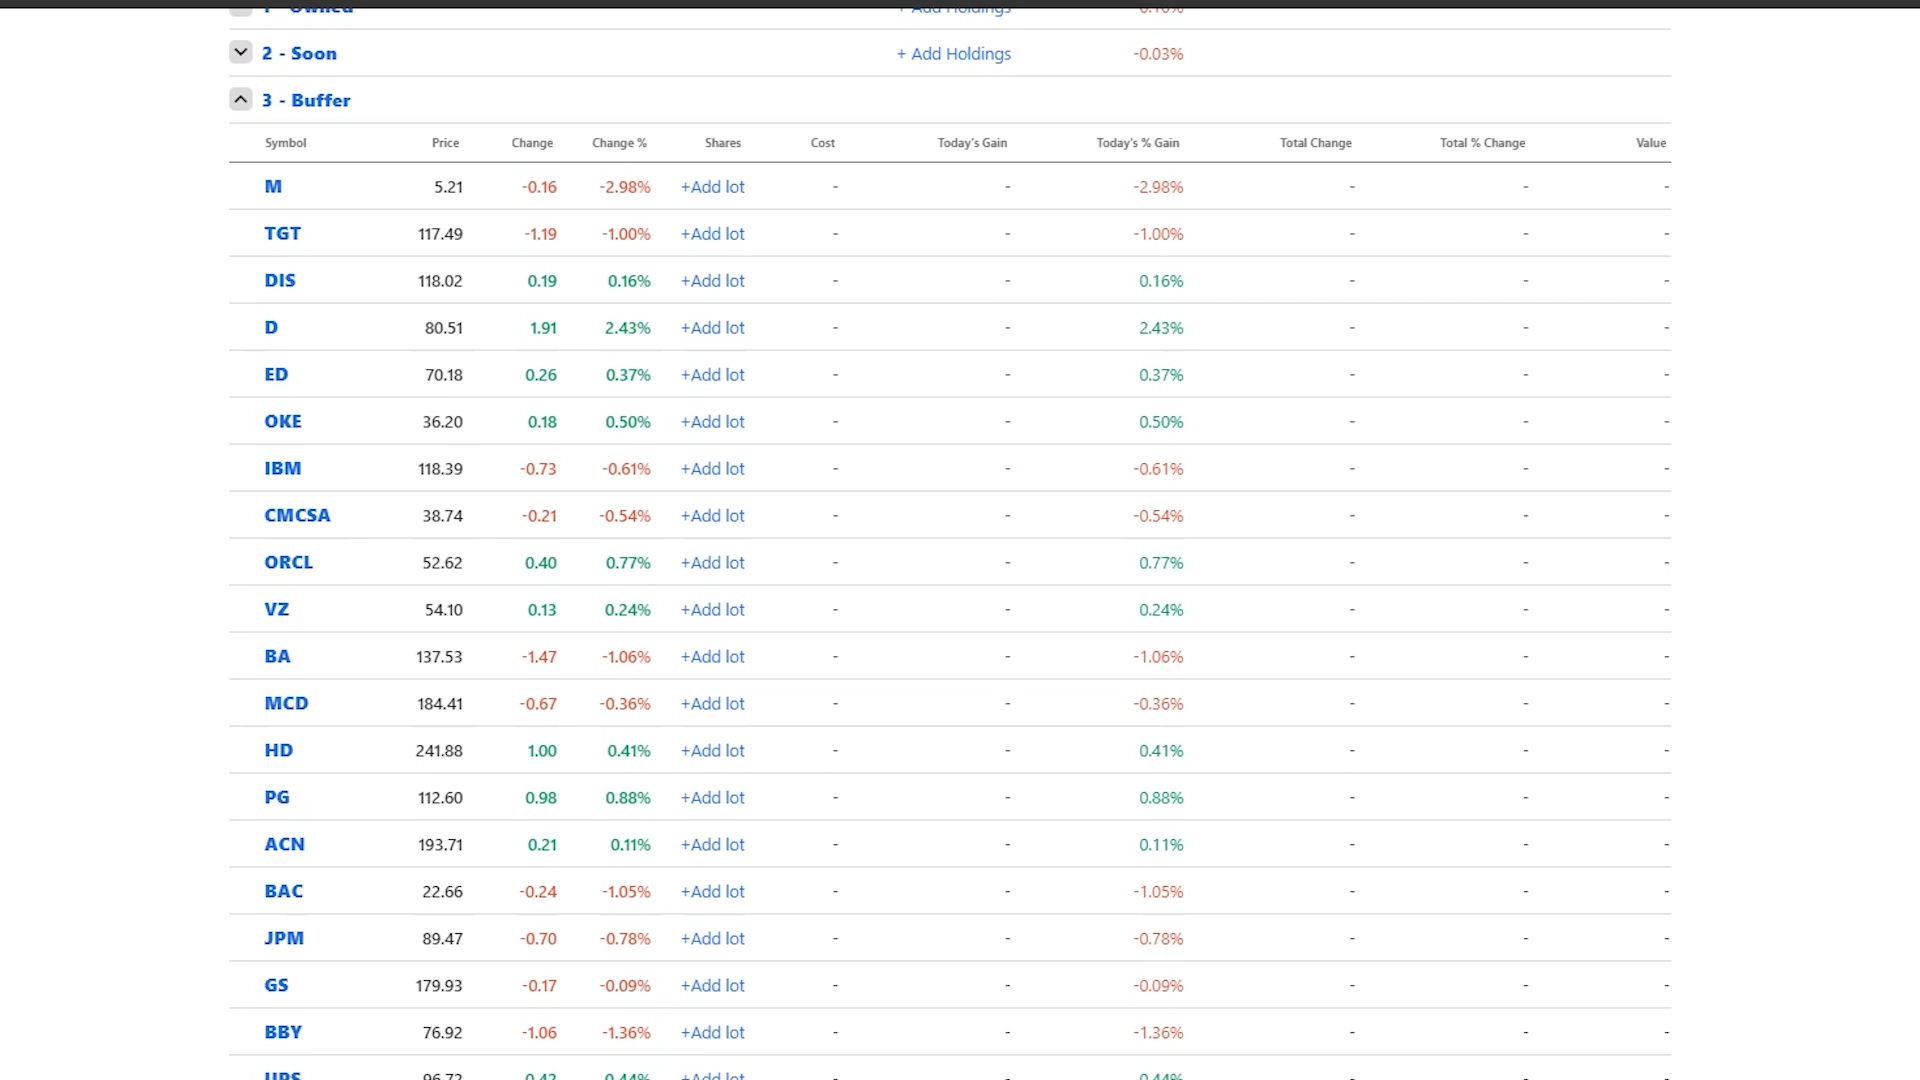 1 - Owned + Add Holdings
2 - Soon + Add Holdings -0.03%
3 - Buffer
Symbol Price Change Change % Shares Cost Today's Gain Today's % Gain Total Change Total % Change Value
M 5.21 -0.16 -2.98% +Add lot - - -2.98% - - -
TGT 117.49 -1.19 -1.00% +Add lot - - -1.00% - - -
DIS 118.02 0.19 0.16% +Add lot - - 0.16% - - -
D 80.51 1.91 2.43% +Add lot - - 2.43% - - -
ED 70.18 0.26 0.37% +Add lot - - 0.37% - - -
OKE 36.20 0.18 0.50% +Add lot - - 0.50% - - -
IBM 118.39 -0.73 -0.61% +Add lot - - -0.61% - - -
CMCSA 38.74 -0.21 -0.54% +Add lot - - -0.54% - - -
ORCL 52.62 0.40 0.77% +Add lot - - 0.77% - - -
VZ 54.10 0.13 0.24% +Add lot - - 0.24% - - -
BA 137.53 -1.47 -1.06% +Add lot - - -1.06% - - -
MCD 184.41 -0.67 -0.36% +Add lot - - -0.36% - - -
HD 241.88 1.00 0.41% +Add lot - - 0.41% - - -
PG 112.60 0.98 0.88% +Add lot - - 0.88% - - -
ACN 193.71 0.21 0.11% +Add lot - - 0.11% - - -
BAC 22.66 -0.24 -1.05% +Add lot - - -1.05% - - -
JPM 89.47 -0.70 -0.78% +Add lot - - -0.78% - - -
GS 179.93 -0.17 -0.09% +Add lot - - -0.09% - - -
BBY 76.92 -1.06 -1.36% +Add lot - - -1.36% - - -
UPS 0.44% +Add lot 0.44%